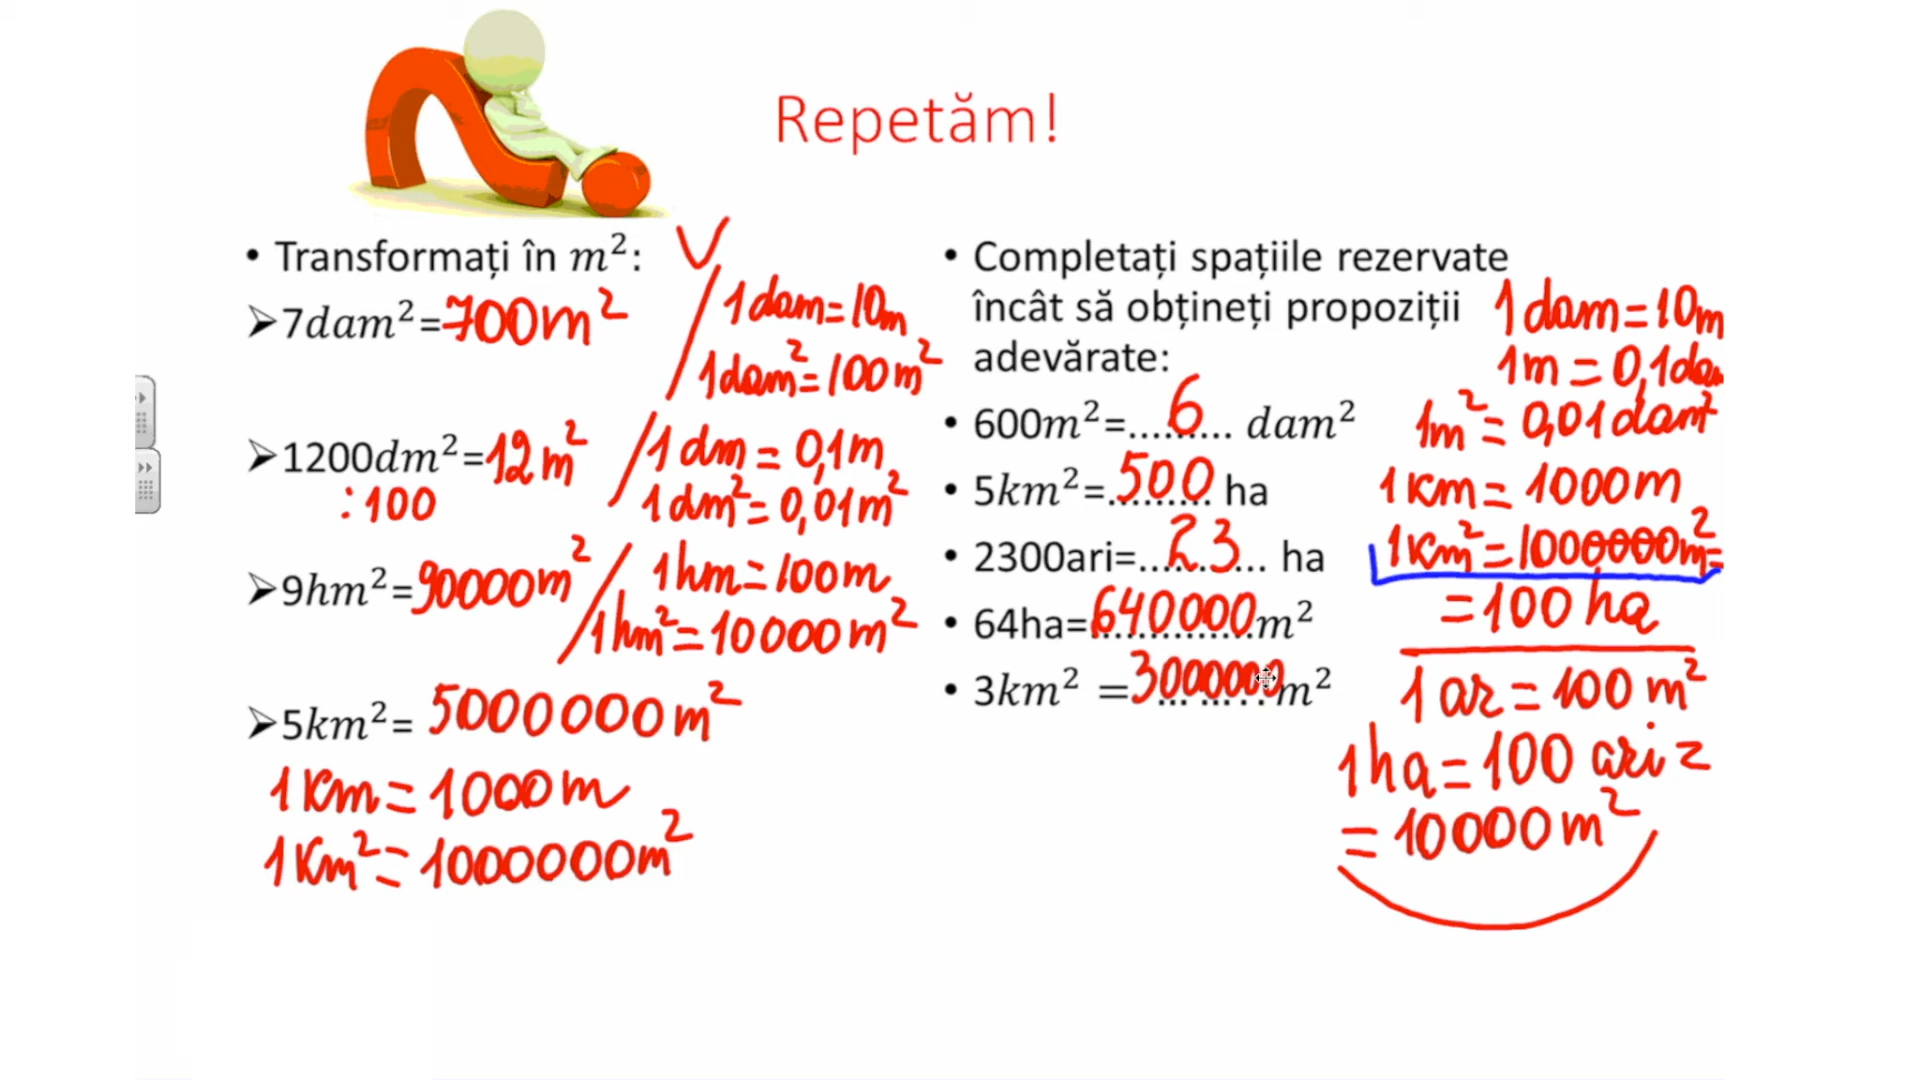 Repetăm!
• Transformați în m²:
➢7dam²=700m²
1dam=10m
1dam²=100m²
➢1200dm²=12m²
:100
1dm=0,1m
1dm²=0,01m²
➢9hm²=90000m²
1hm=100m
1hm²=10000m²
➢5km²=5000000m²
1km=1000m
1km²=1000000m²
• Completați spațiile rezervate
încât să obțineți propoziții
adevărate:
• 600m²=....6.... dam²
• 5km²=..500.. ha
• 2300ari=...23... ha
• 64ha=640000m²
• 3km² =3000000m²
1dam=10m
1m=0,1dam
1m²=0,01dam²
1km=1000m
1km²=1000000m²=
=100ha
1ar=100m²
1ha=100 ari=
=10000m²